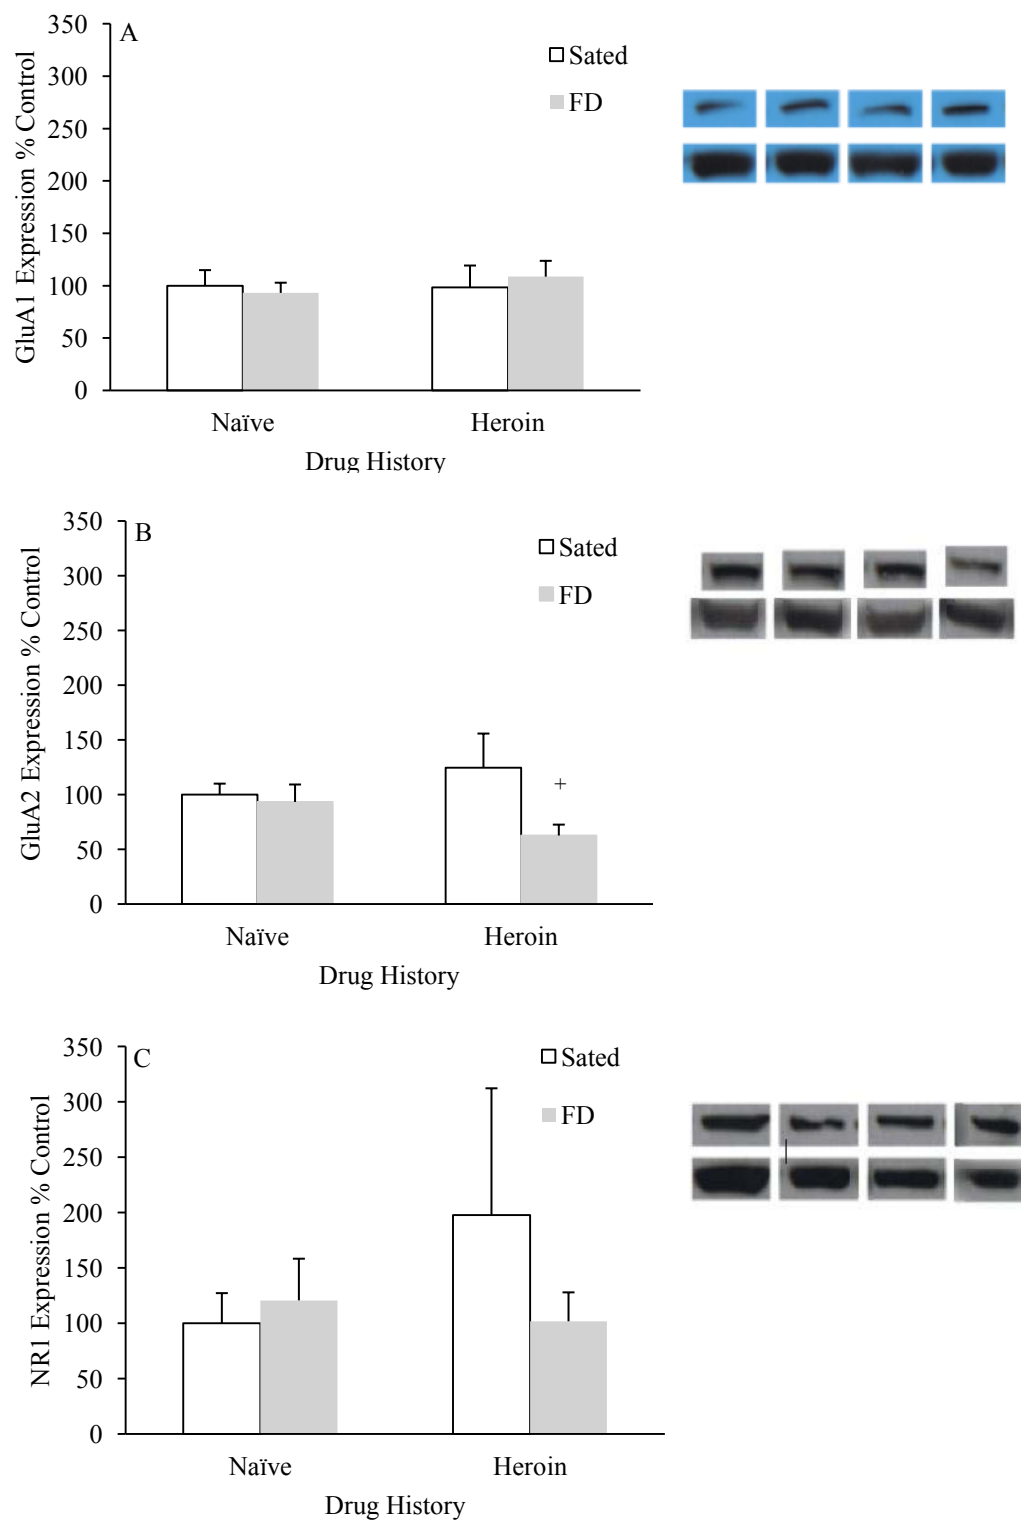 A
350
300
250
200
150
100
50
0
GluA1 Expression % Control
Sated
FD
Naïve Heroin
Drug History
B
350
300
250
200
150
100
50
0
GluA2 Expression % Control
Sated
FD
+
Naïve Heroin
Drug History
C
350
300
250
200
150
100
50
0
NR1 Expression % Control
Sated
FD
Naïve Heroin
Drug History